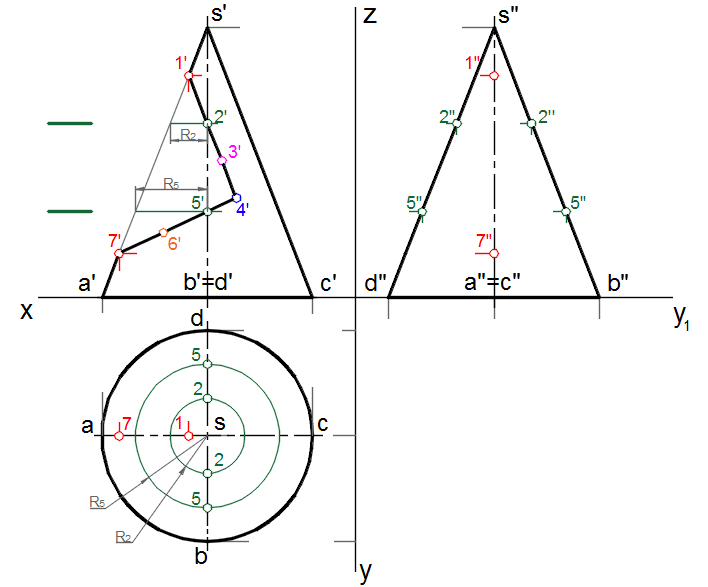 s' z s"
1' 1"
2' 2" 2"
R2
3'
R5
5' 4' 5" 5"
7' 6' 7"
a' b'=d' c' d" a"=c" b"
x y1
d
5
2
a 7 1 s c
2
R5 5
R2
b y